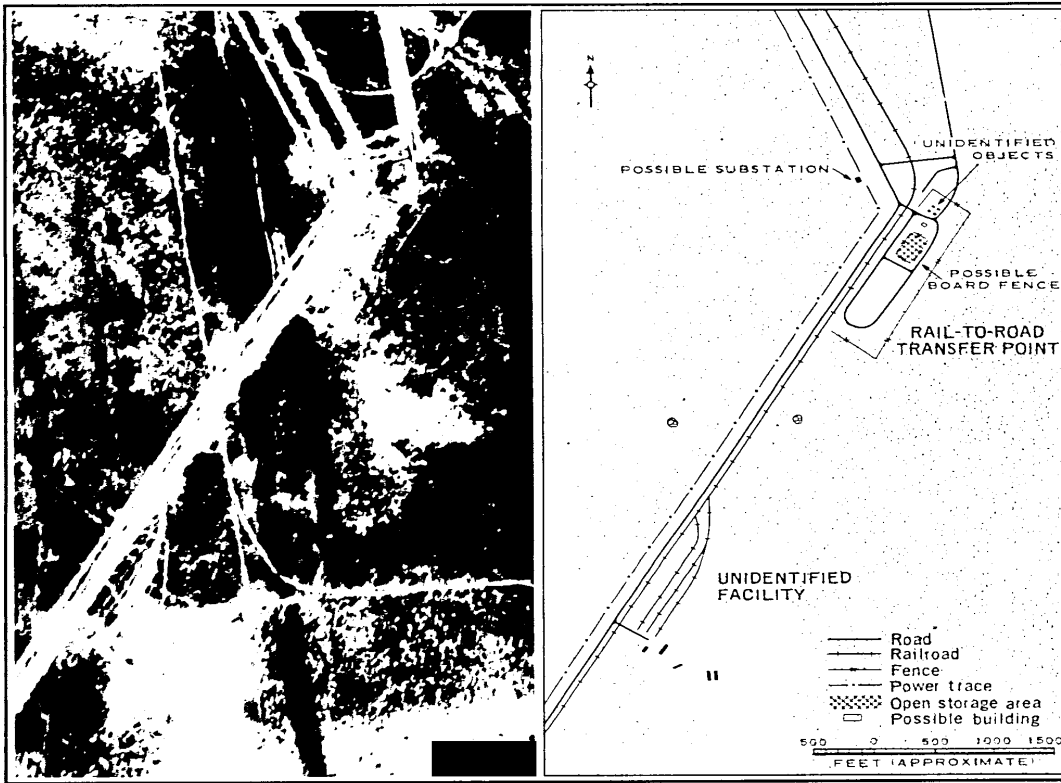 N
POSSIBLE SUBSTATION
UNIDENTIFIED
OBJECTS
POSSIBLE
BOARD FENCE
RAIL-TO-ROAD
TRANSFER POINT
UNIDENTIFIED
FACILITY
Road
Railroad
Fence
Power trace
Open storage area
Possible building
500 0 500 1000 1500
FEET (APPROXIMATE)